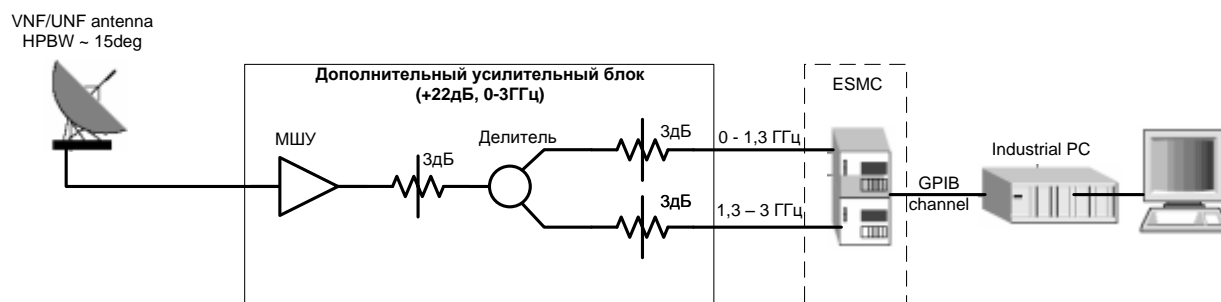 VNF/UNF antenna
HPBW ~ 15deg
Дополнительный усилительный блок
(+22дБ, 0-3ГГц)
МШУ
3дБ
Делитель
3дБ
3дБ
0 - 1,3 ГГц
1,3 – 3 ГГц
ESMC
GPIB
channel
Industrial PC